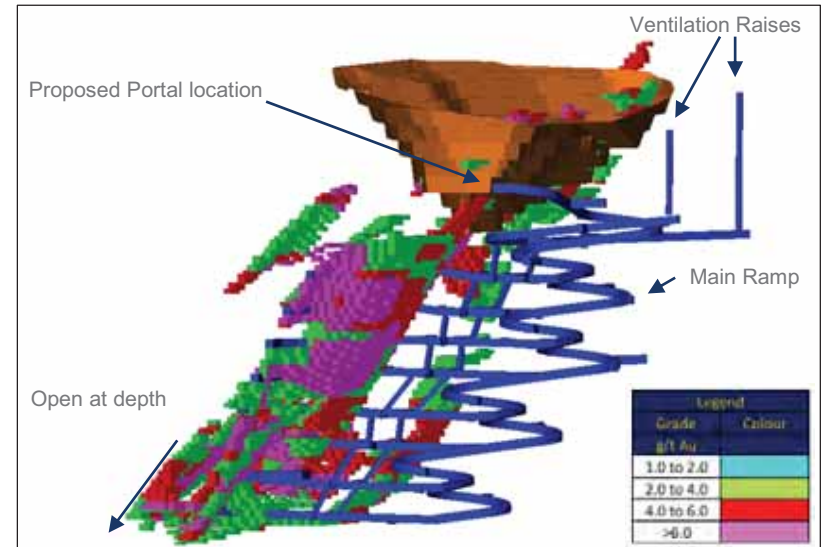 Ventilation Raises
Proposed Portal location
Main Ramp
Open at depth
Legend
Grade Colour
g/t Au
1.0 to 2.0
2.0 to 4.0
4.0 to 6.0
>6.0